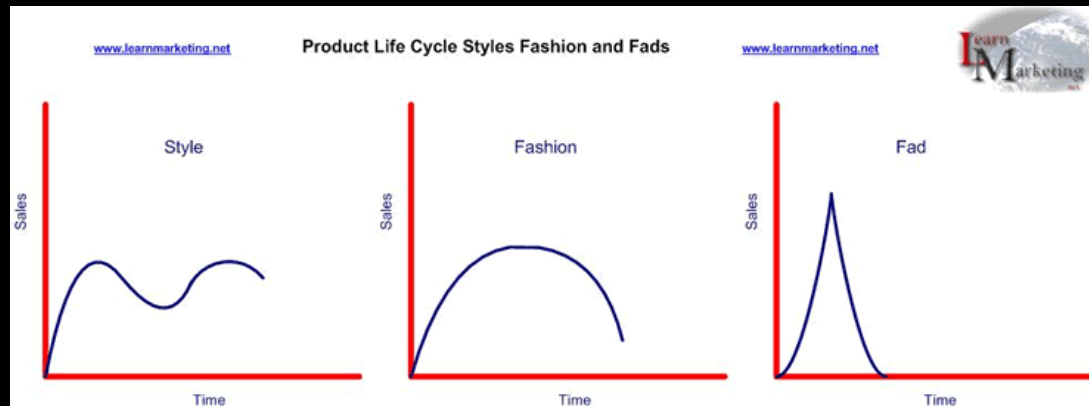 www.learnmarketing.net
Product Life Cycle Styles Fashion and Fads
www.learnmarketing.net
Learn
Marketing
Style
Fashion
Fad
Sales
Sales
Sales
Time
Time
Time